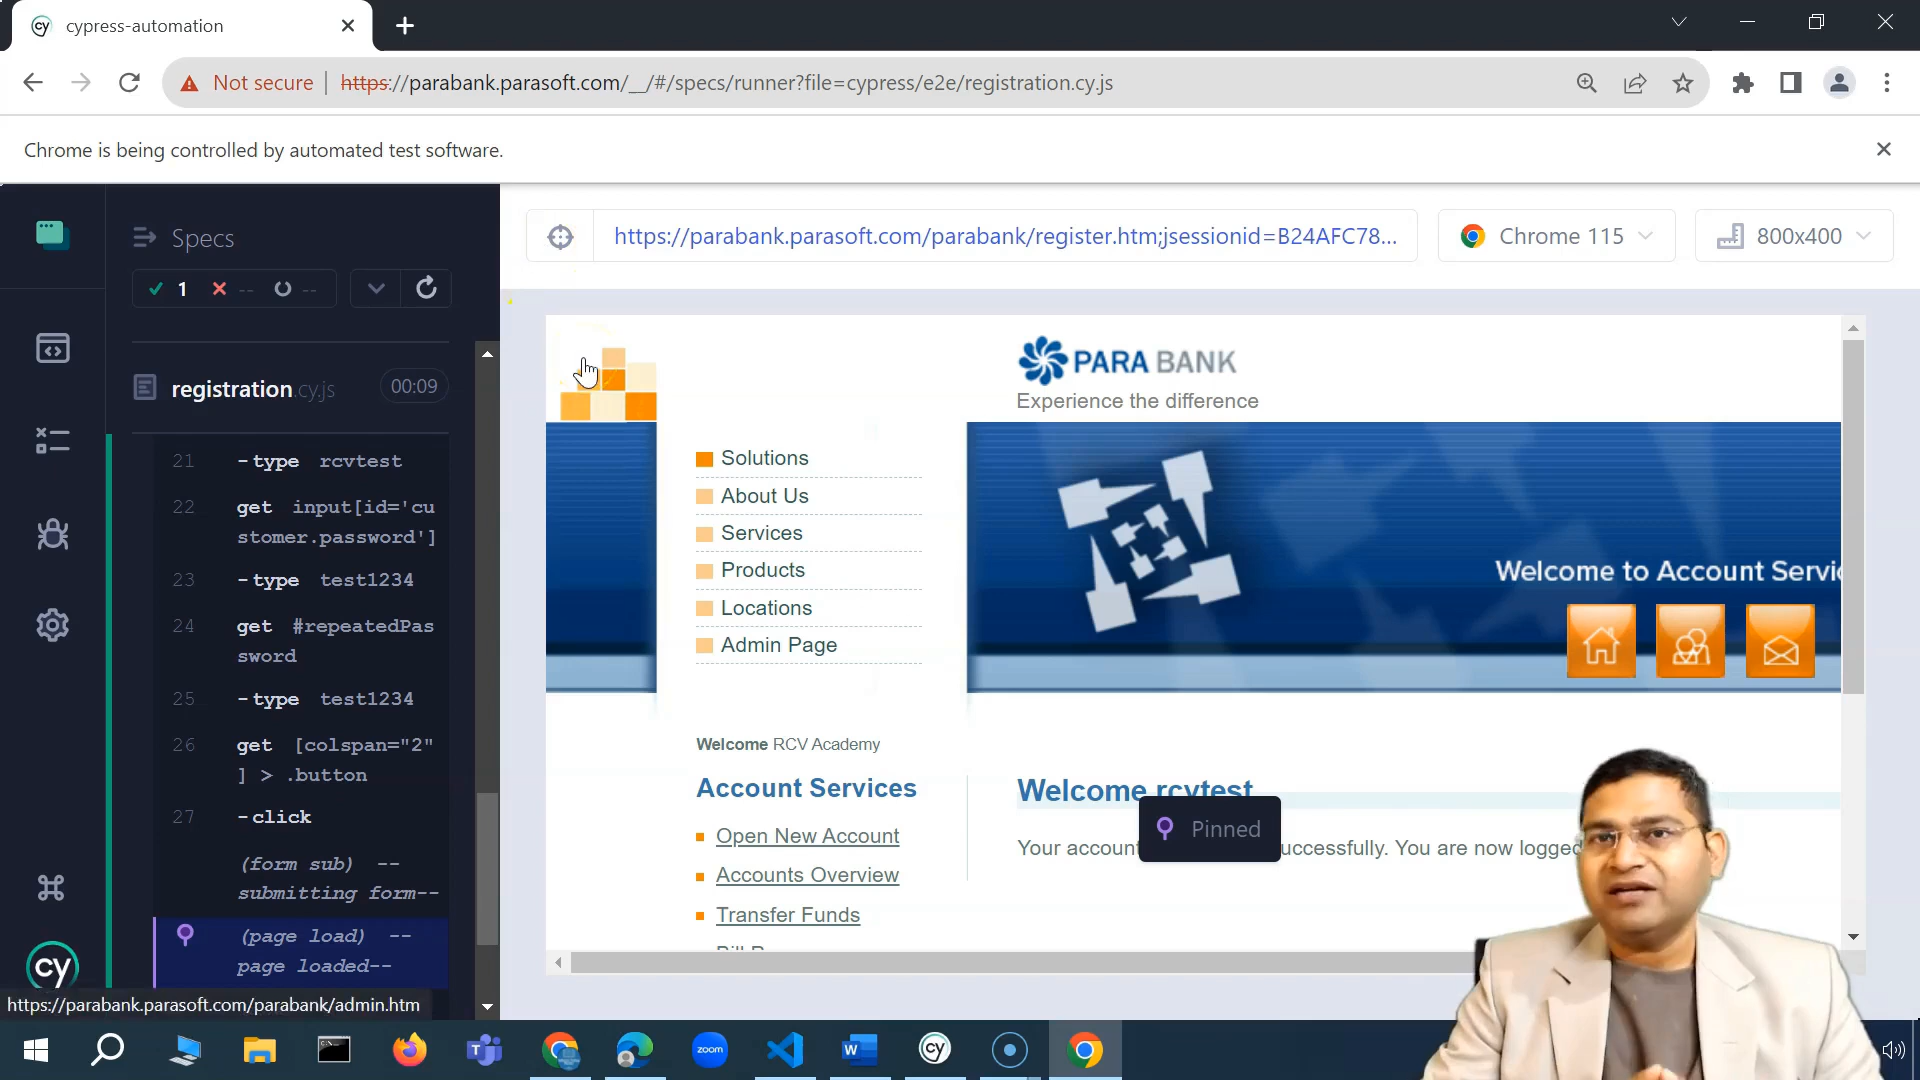 cypress-automation
Not secure
https://parabank.parasoft.com/__/#/specs/runner?file=cypress/e2e/registration.cy.js
Chrome is being controlled by automated test software.
Specs
1 -- --
registration.cy.js 00:09
21 -type rcvtest
22 get input[id='cu
stomer.password']
23 -type test1234
24 get #repeatedPas
sword
25 -type test1234
26 get [colspan="2"
] > .button
27 -click
(form sub) --
submitting form--
(page load) --
page loaded--
cy
https://parabank.parasoft.com/parabank/admin.htm
https://parabank.parasoft.com/parabank/register.htm;jsessionid=B24AFC78...
Chrome 115
800x400
PARA BANK
Experience the difference
Solutions
About Us
Services
Products
Locations
Admin Page
Welcome to Account Servi
Welcome RCV Academy
Account Services
Open New Account
Accounts Overview
Transfer Funds
Welcome rcvtest
Your account
uccessfully. You are now logged
Pinned
zoom